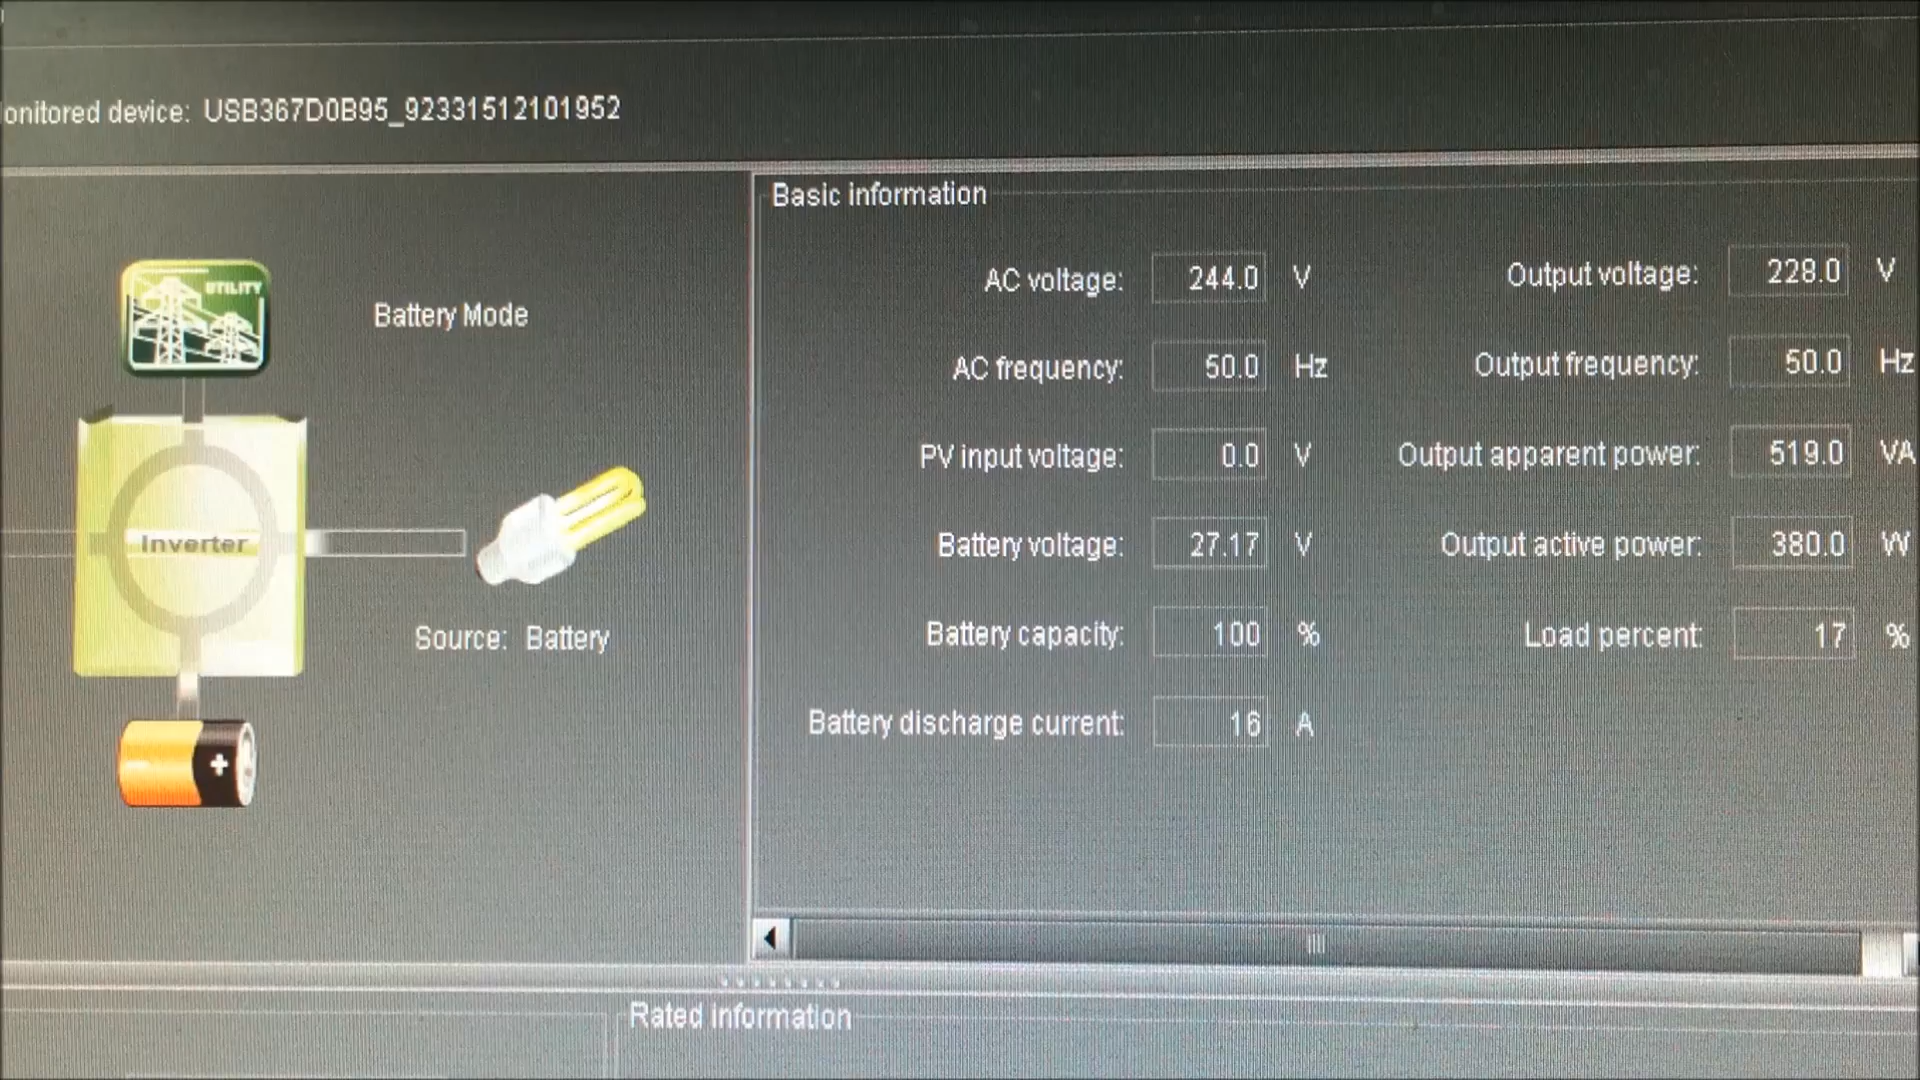 onitored device: USB367D0B95_92331512101952
UTILITY
Battery Mode
Inverter
Source: Battery
Basic information
AC voltage: 244.0 V
Output voltage: 228.0 V
AC frequency: 50.0 Hz
Output frequency: 50.0 Hz
PV input voltage: 0.0 V
Output apparent power: 519.0 VA
Battery voltage: 27.17 V
Output active power: 380.0 W
Battery capacity: 100 %
Load percent: 17 %
Battery discharge current: 16 A
Rated information